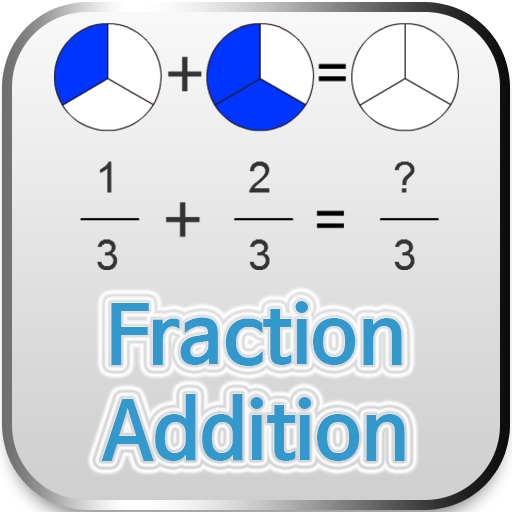 + =
1 2 ?
+ =
3 3 3
Fraction
Addition